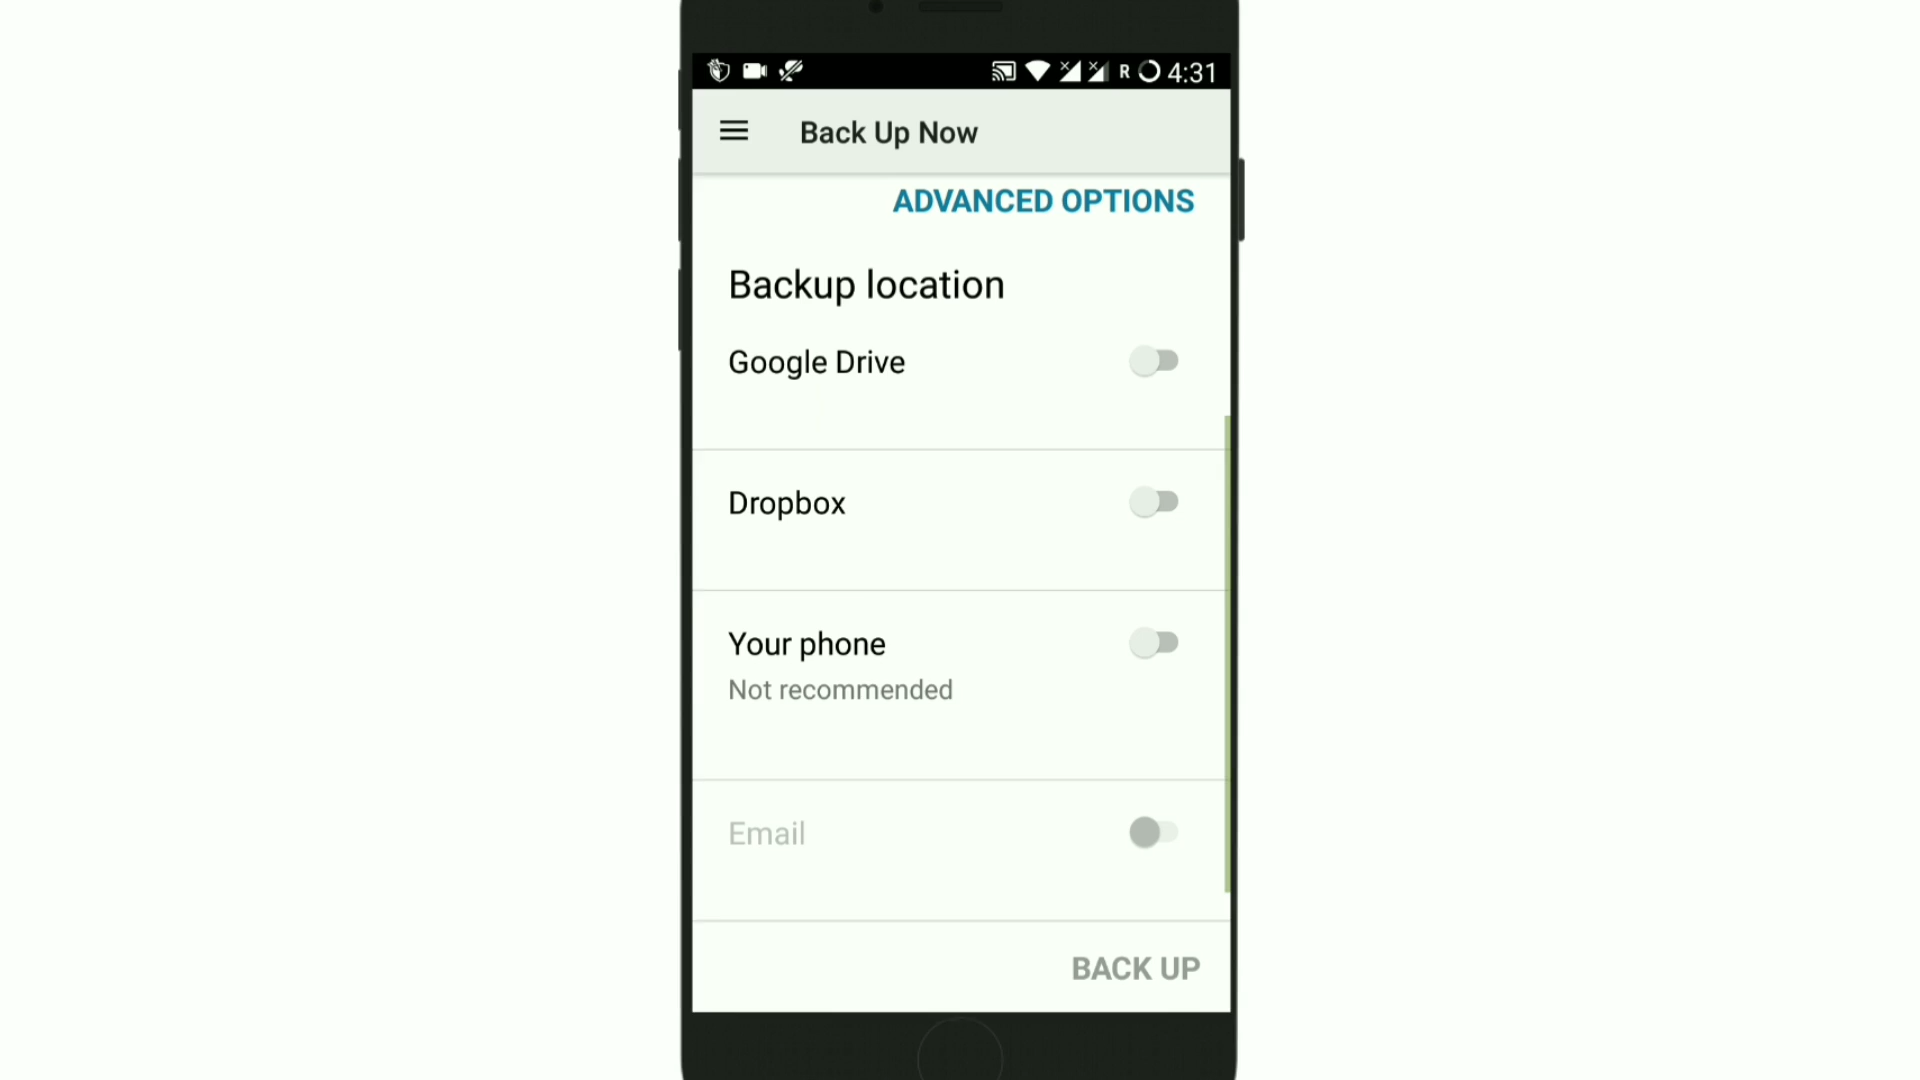 R 4:31
Back Up Now
ADVANCED OPTIONS
Backup location
Google Drive
Dropbox
Your phone
Not recommended
Email
BACK UP